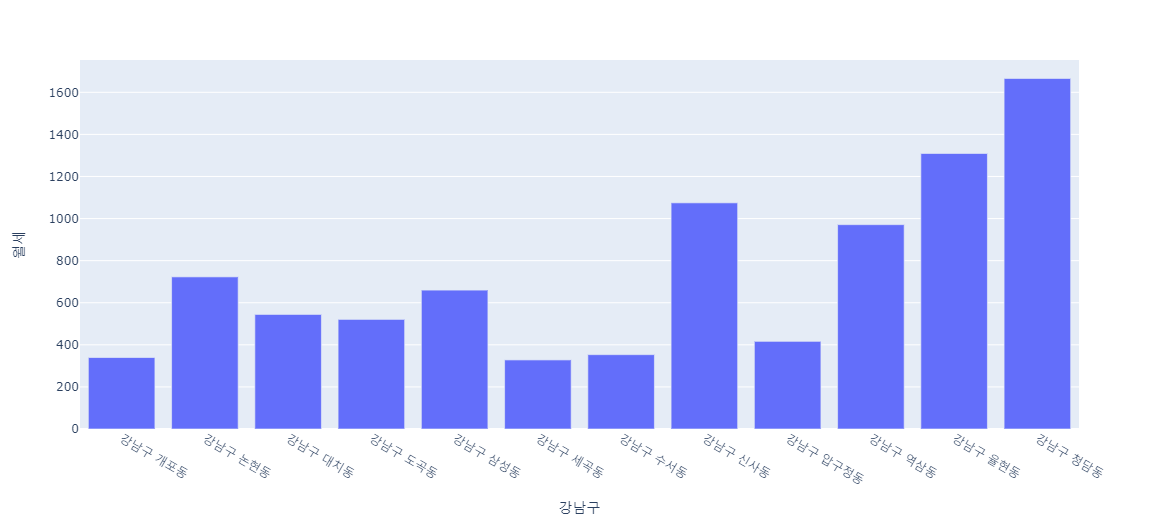 월세
1600
1400
1200
1000
800
600
400
200
0
강남구 개포동
강남구 논현동
강남구 대치동
강남구 도곡동
강남구 삼성동
강남구 세곡동
강남구 수서동
강남구 신사동
강남구 압구정동
강남구 역삼동
강남구 율현동
강남구 청담동
강남구